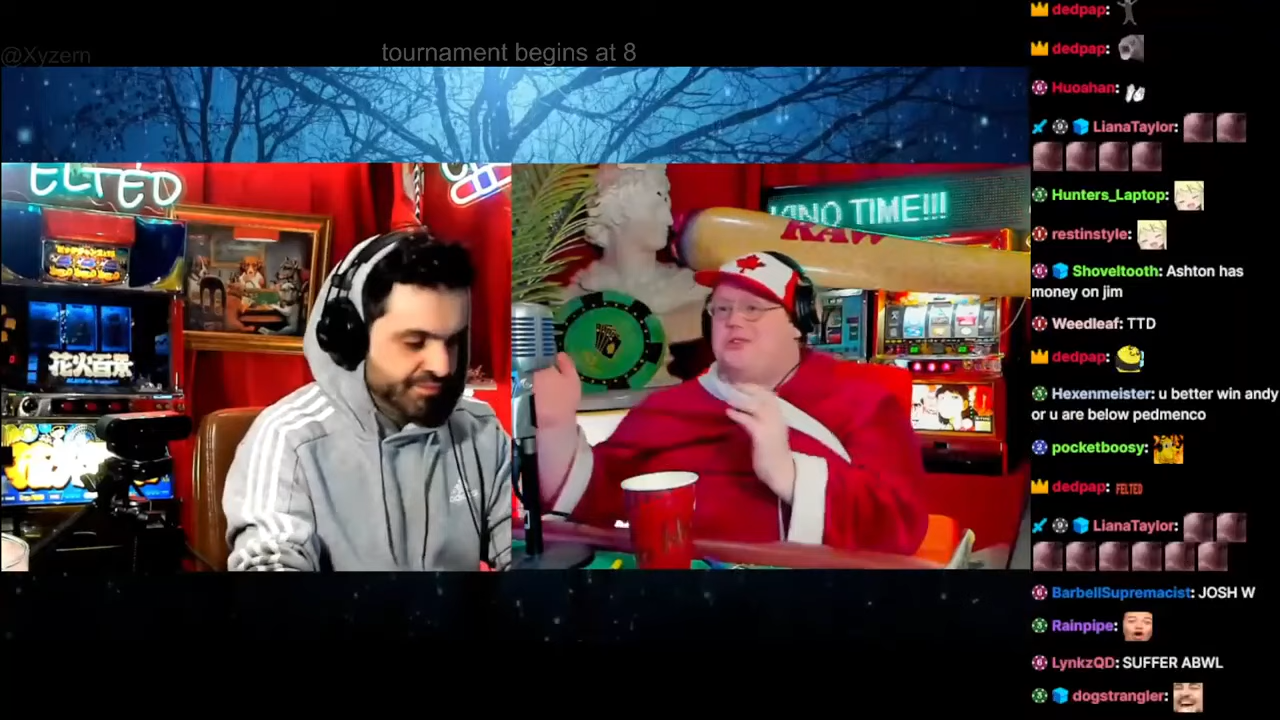 @Xyzern
tournament begins at 8
ELTED
KINO TIME!!!
RAW
花火百景
dedpap:
dedpap:
Huoahan:
LianaTaylor:
Hunters_Laptop:
restinstyle:
Shoveltooth: Ashton has
money on jim
Weedleaf: TTD
dedpap:
Hexenmeister: u better win andy
or u are below pedmenco
pocketboosy:
dedpap: FELTED
LianaTaylor:
BarbellSupremacist: JOSH W
Rainpipe:
LynkzQD: SUFFER ABWL
dogstrangler: